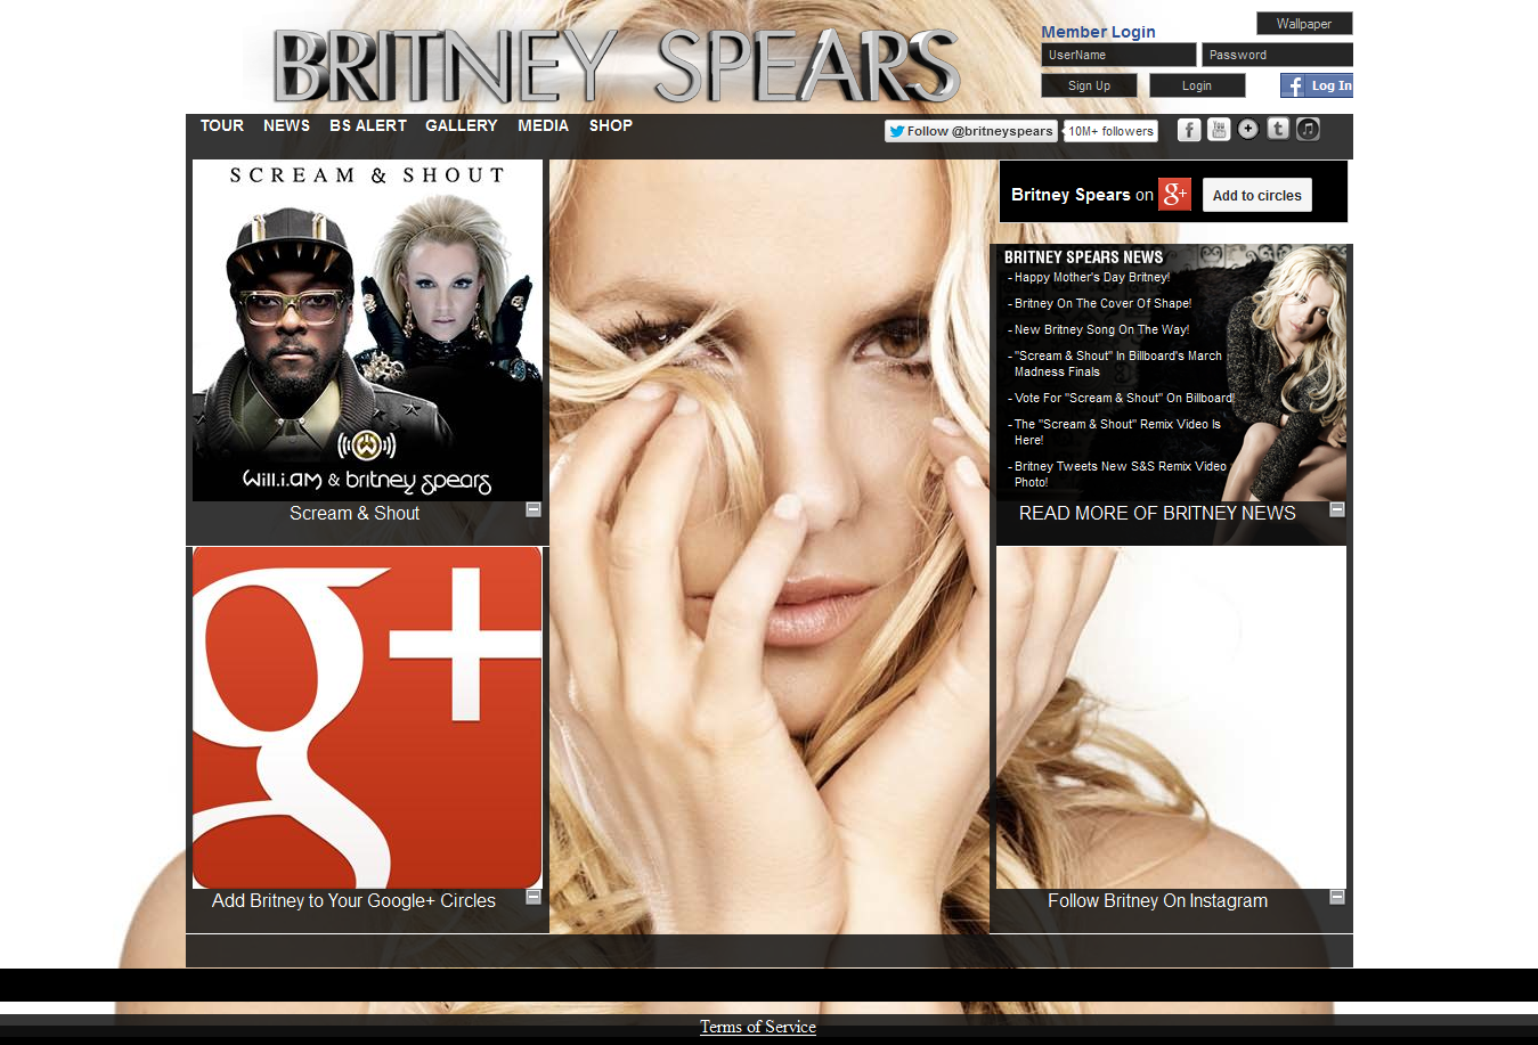 BRITNEY SPEARS
Wallpaper
Member Login
UserName
Password
Sign Up
Login
f Log In
TOUR NEWS BS ALERT GALLERY MEDIA SHOP
Follow @britneyspears
10M+ followers
f
You
t
SCREAM & SHOUT
will.i.am & britney spears
Scream & Shout
Britney Spears on g+
Add to circles
BRITNEY SPEARS NEWS
- Happy Mother's Day Britney!
- Britney On The Cover Of Shape!
- New Britney Song On The Way!
- "Scream & Shout" In Billboard's March
Madness Finals
- Vote For "Scream & Shout" On Billboard!
- The "Scream & Shout" Remix Video Is
Here!
- Britney Tweets New S&S Remix Video
Photo!
READ MORE OF BRITNEY NEWS
g+
Add Britney to Your Google+ Circles
Follow Britney On Instagram
Terms of Service